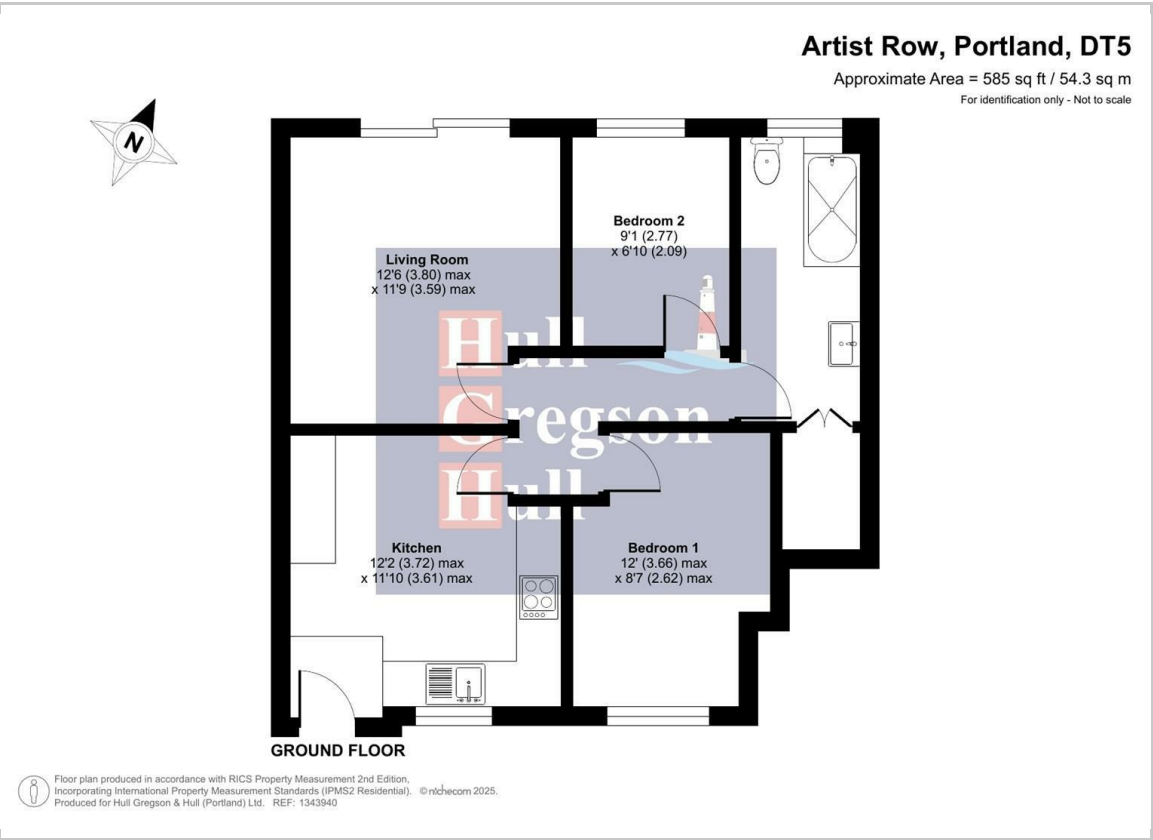 Artist Row, Portland, DT5
Approximate Area = 585 sq ft / 54.3 sq m
For identification only - Not to scale
N
Bedroom 2
9'1 (2.77)
x 6'10 (2.09)
Living Room
12'6 (3.80) max
x 11'9 (3.59) max
Hull
Gregson
Hull
Kitchen
12'2 (3.72) max
x 11'10 (3.61) max
Bedroom 1
12' (3.66) max
x 8'7 (2.62) max
GROUND FLOOR
Floor plan produced in accordance with RICS Property Measurement 2nd Edition,
Incorporating International Property Measurement Standards (IPMS2 Residential). © nichecom 2025.
Produced for Hull Gregson & Hull (Portland) Ltd. REF: 1343940